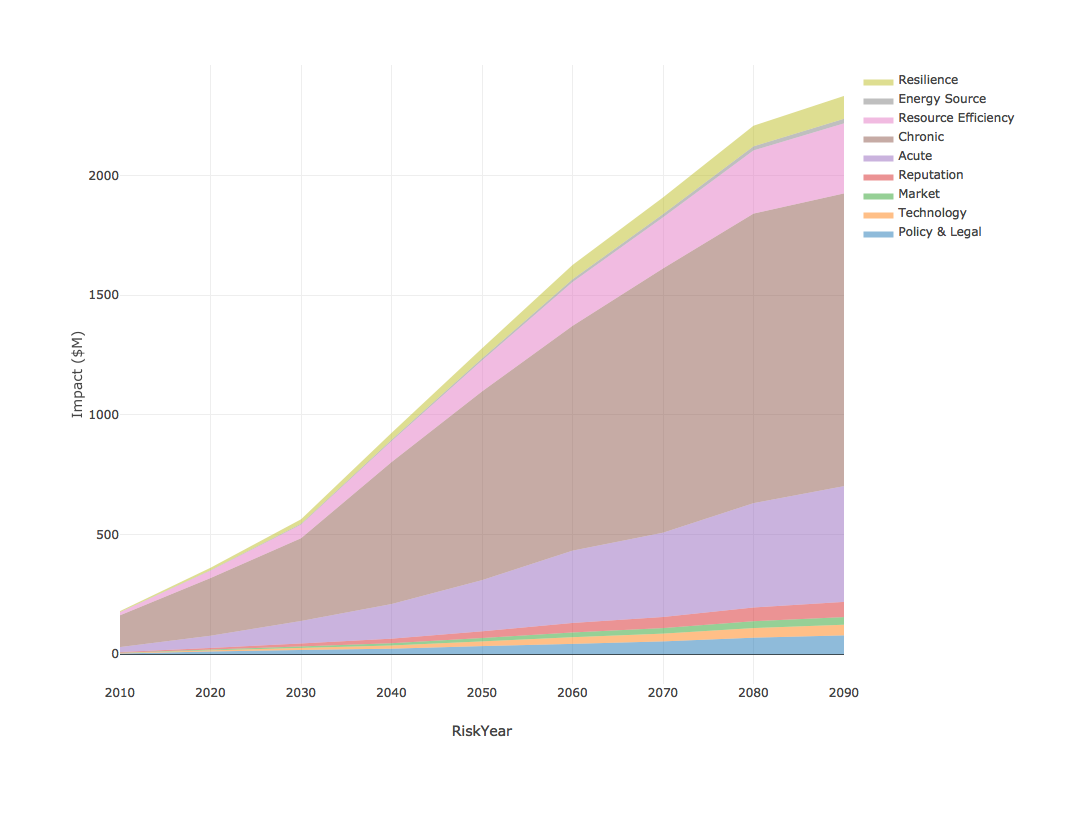 Resilience
Energy Source
Resource Efficiency
Chronic
Acute
Reputation
Market
Technology
Policy & Legal
2000
1500
1000
500
0
Impact ($M)
2010 2020 2030 2040 2050 2060 2070 2080 2090
RiskYear